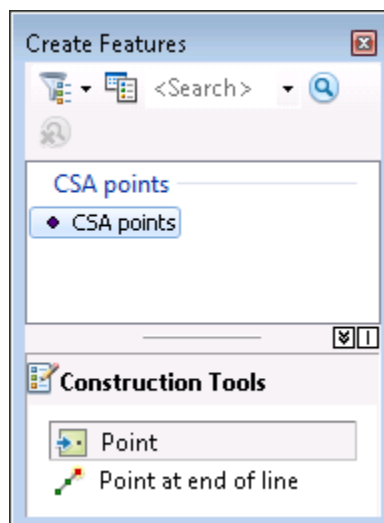 Create Features
<Search>
CSA points
CSA points
Construction Tools
Point
Point at end of line